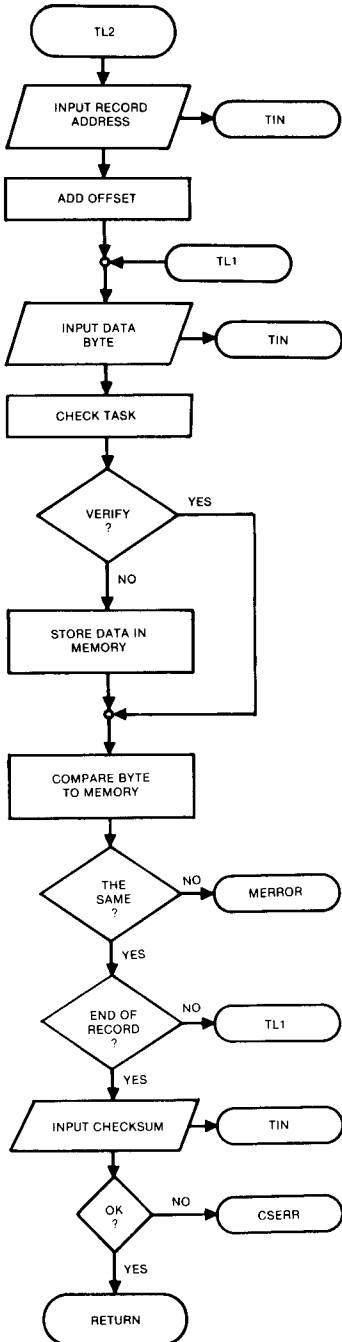 TL2
INPUT RECORD
ADDRESS
TIN
ADD OFFSET
TL1
INPUT DATA
BYTE
TIN
CHECK TASK
VERIFY
?
YES
NO
STORE DATA IN
MEMORY
COMPARE BYTE
TO MEMORY
THE
SAME
?
NO
MERROR
YES
END OF
RECORD
?
NO
TL1
YES
INPUT CHECKSUM
TIN
OK
?
NO
CSERR
YES
RETURN